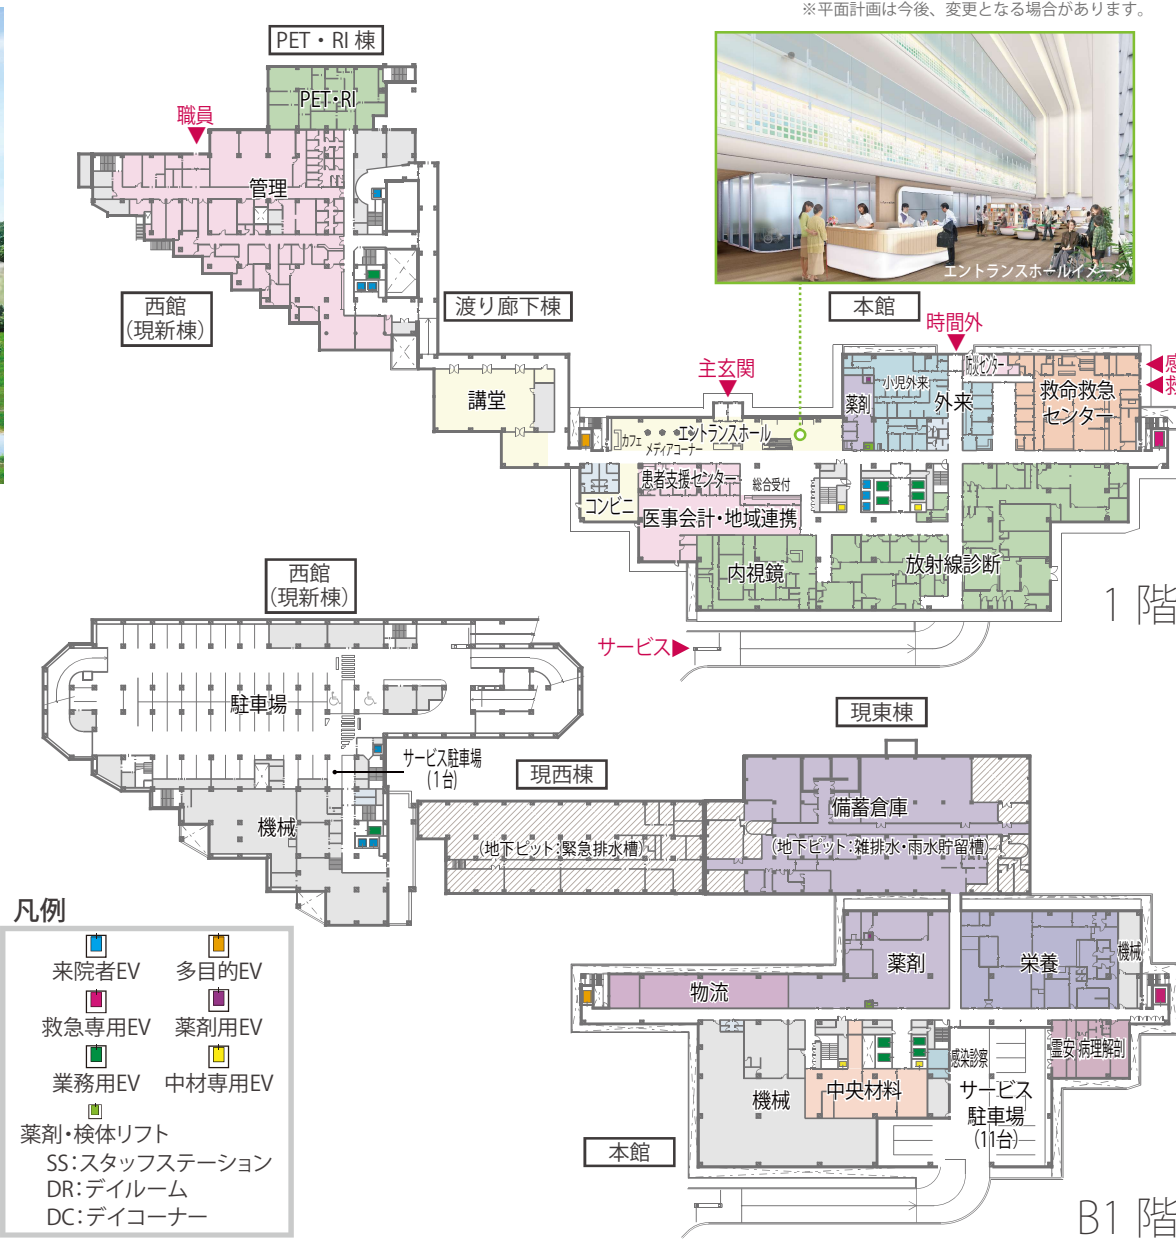 ※平面計画は今後、変更となる場合があります。
PET・RI 棟
PET・RI
職員
管理
西館
(現新棟)
渡り廊下棟
エントランスホールイメージ
本館
時間外
主玄関
講堂
防災センター
小児外来
外来
薬剤
救命救急
センター
感
救
カフェ
エントランスホール
メディアコーナー
患者支援センター
総合受付
コンビニ
医事会計・地域連携
内視鏡
放射線診断
1 階
サービス▶
西館
(現新棟)
駐車場
サービス駐車場
(1台)
機械
現西棟
(地下ピット:緊急排水槽)
現東棟
備蓄倉庫
(地下ピット:雑排水・雨水貯留槽)
薬剤
栄養
機械
物流
感染診察
霊安
病理解剖
機械
中央材料
サービス
駐車場
(11台)
本館
B1 階
凡例
来院者EV
多目的EV
救急専用EV
薬剤用EV
業務用EV
中材専用EV
薬剤・検体リフト
SS:スタッフステーション
DR:デイルーム
DC:デイコーナー